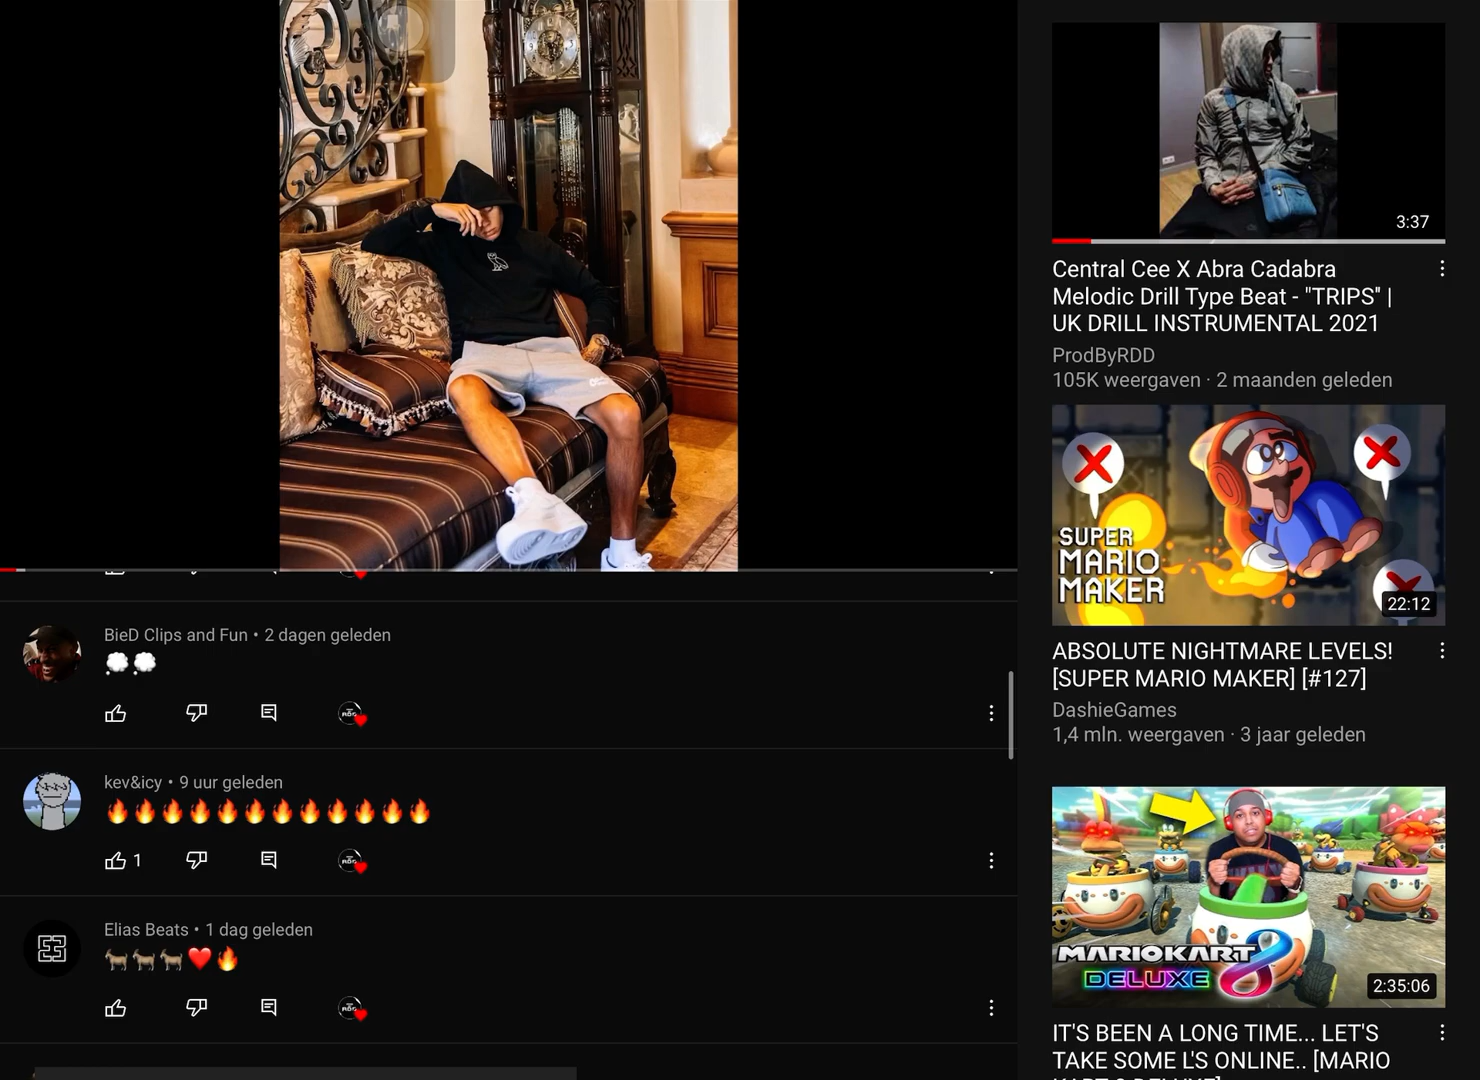 BieD Clips and Fun • 2 dagen geleden
💭💭
kev&icy • 9 uur geleden
🔥🔥🔥🔥🔥🔥🔥🔥🔥🔥🔥🔥
1
Elias Beats • 1 dag geleden
🐐🐐🐐❤️🔥
3:37
Central Cee X Abra Cadabra
Melodic Drill Type Beat - "TRIPS" |
UK DRILL INSTRUMENTAL 2021
ProdByRDD
105K weergaven · 2 maanden geleden
SUPER
MARIO
MAKER
22:12
ABSOLUTE NIGHTMARE LEVELS!
[SUPER MARIO MAKER] [#127]
DashieGames
1,4 mln. weergaven · 3 jaar geleden
MARIOKART 8
DELUXE
2:35:06
IT'S BEEN A LONG TIME... LET'S
TAKE SOME L'S ONLINE.. [MARIO